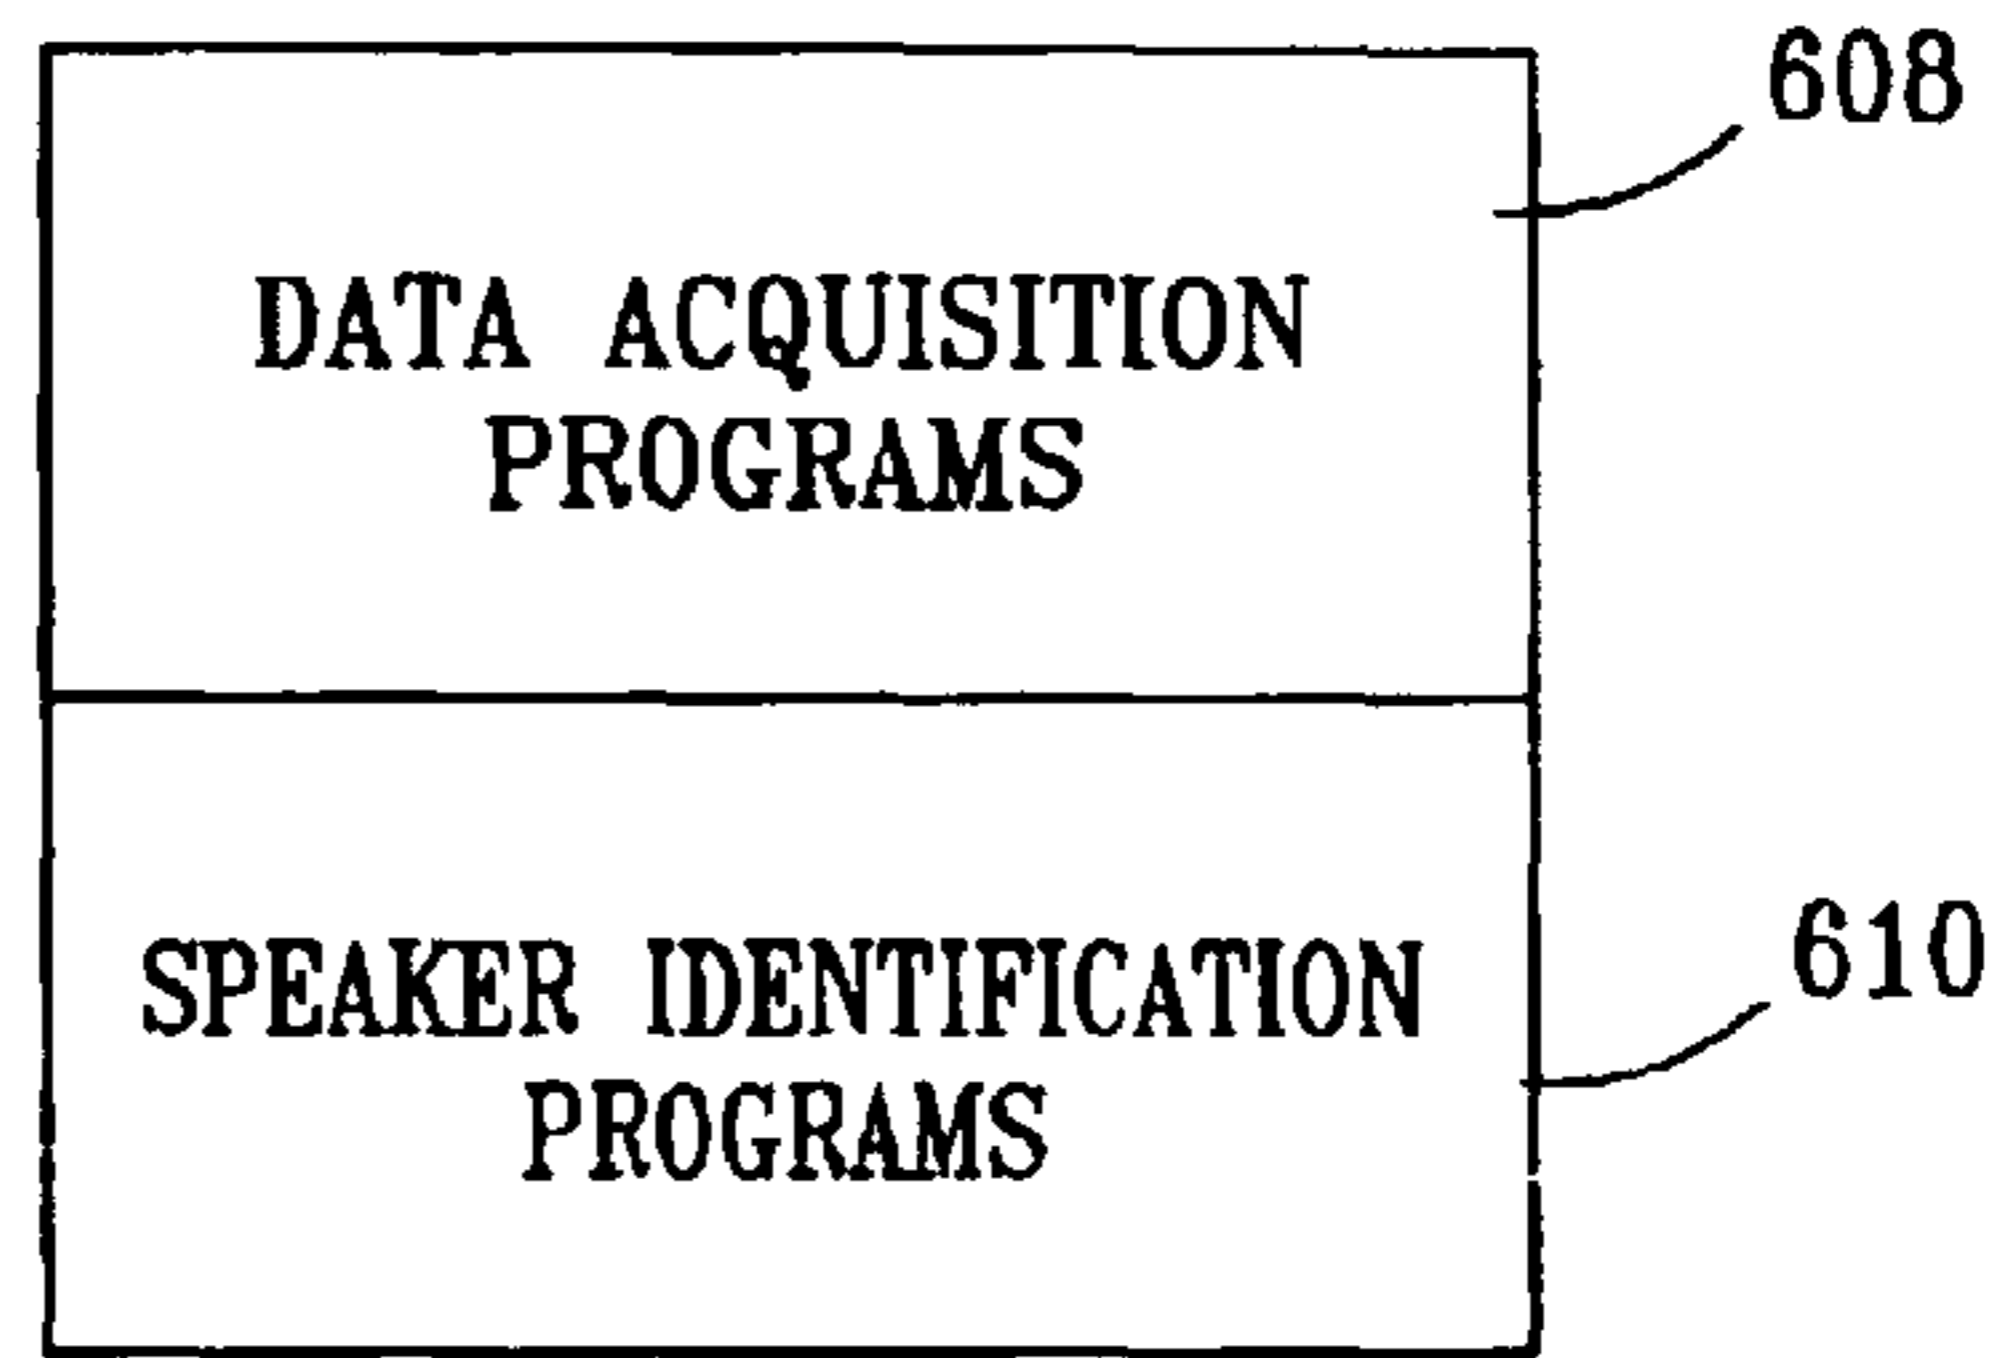 608
DATA ACQUISITION
PROGRAMS
SPEAKER IDENTIFICATION
PROGRAMS
610